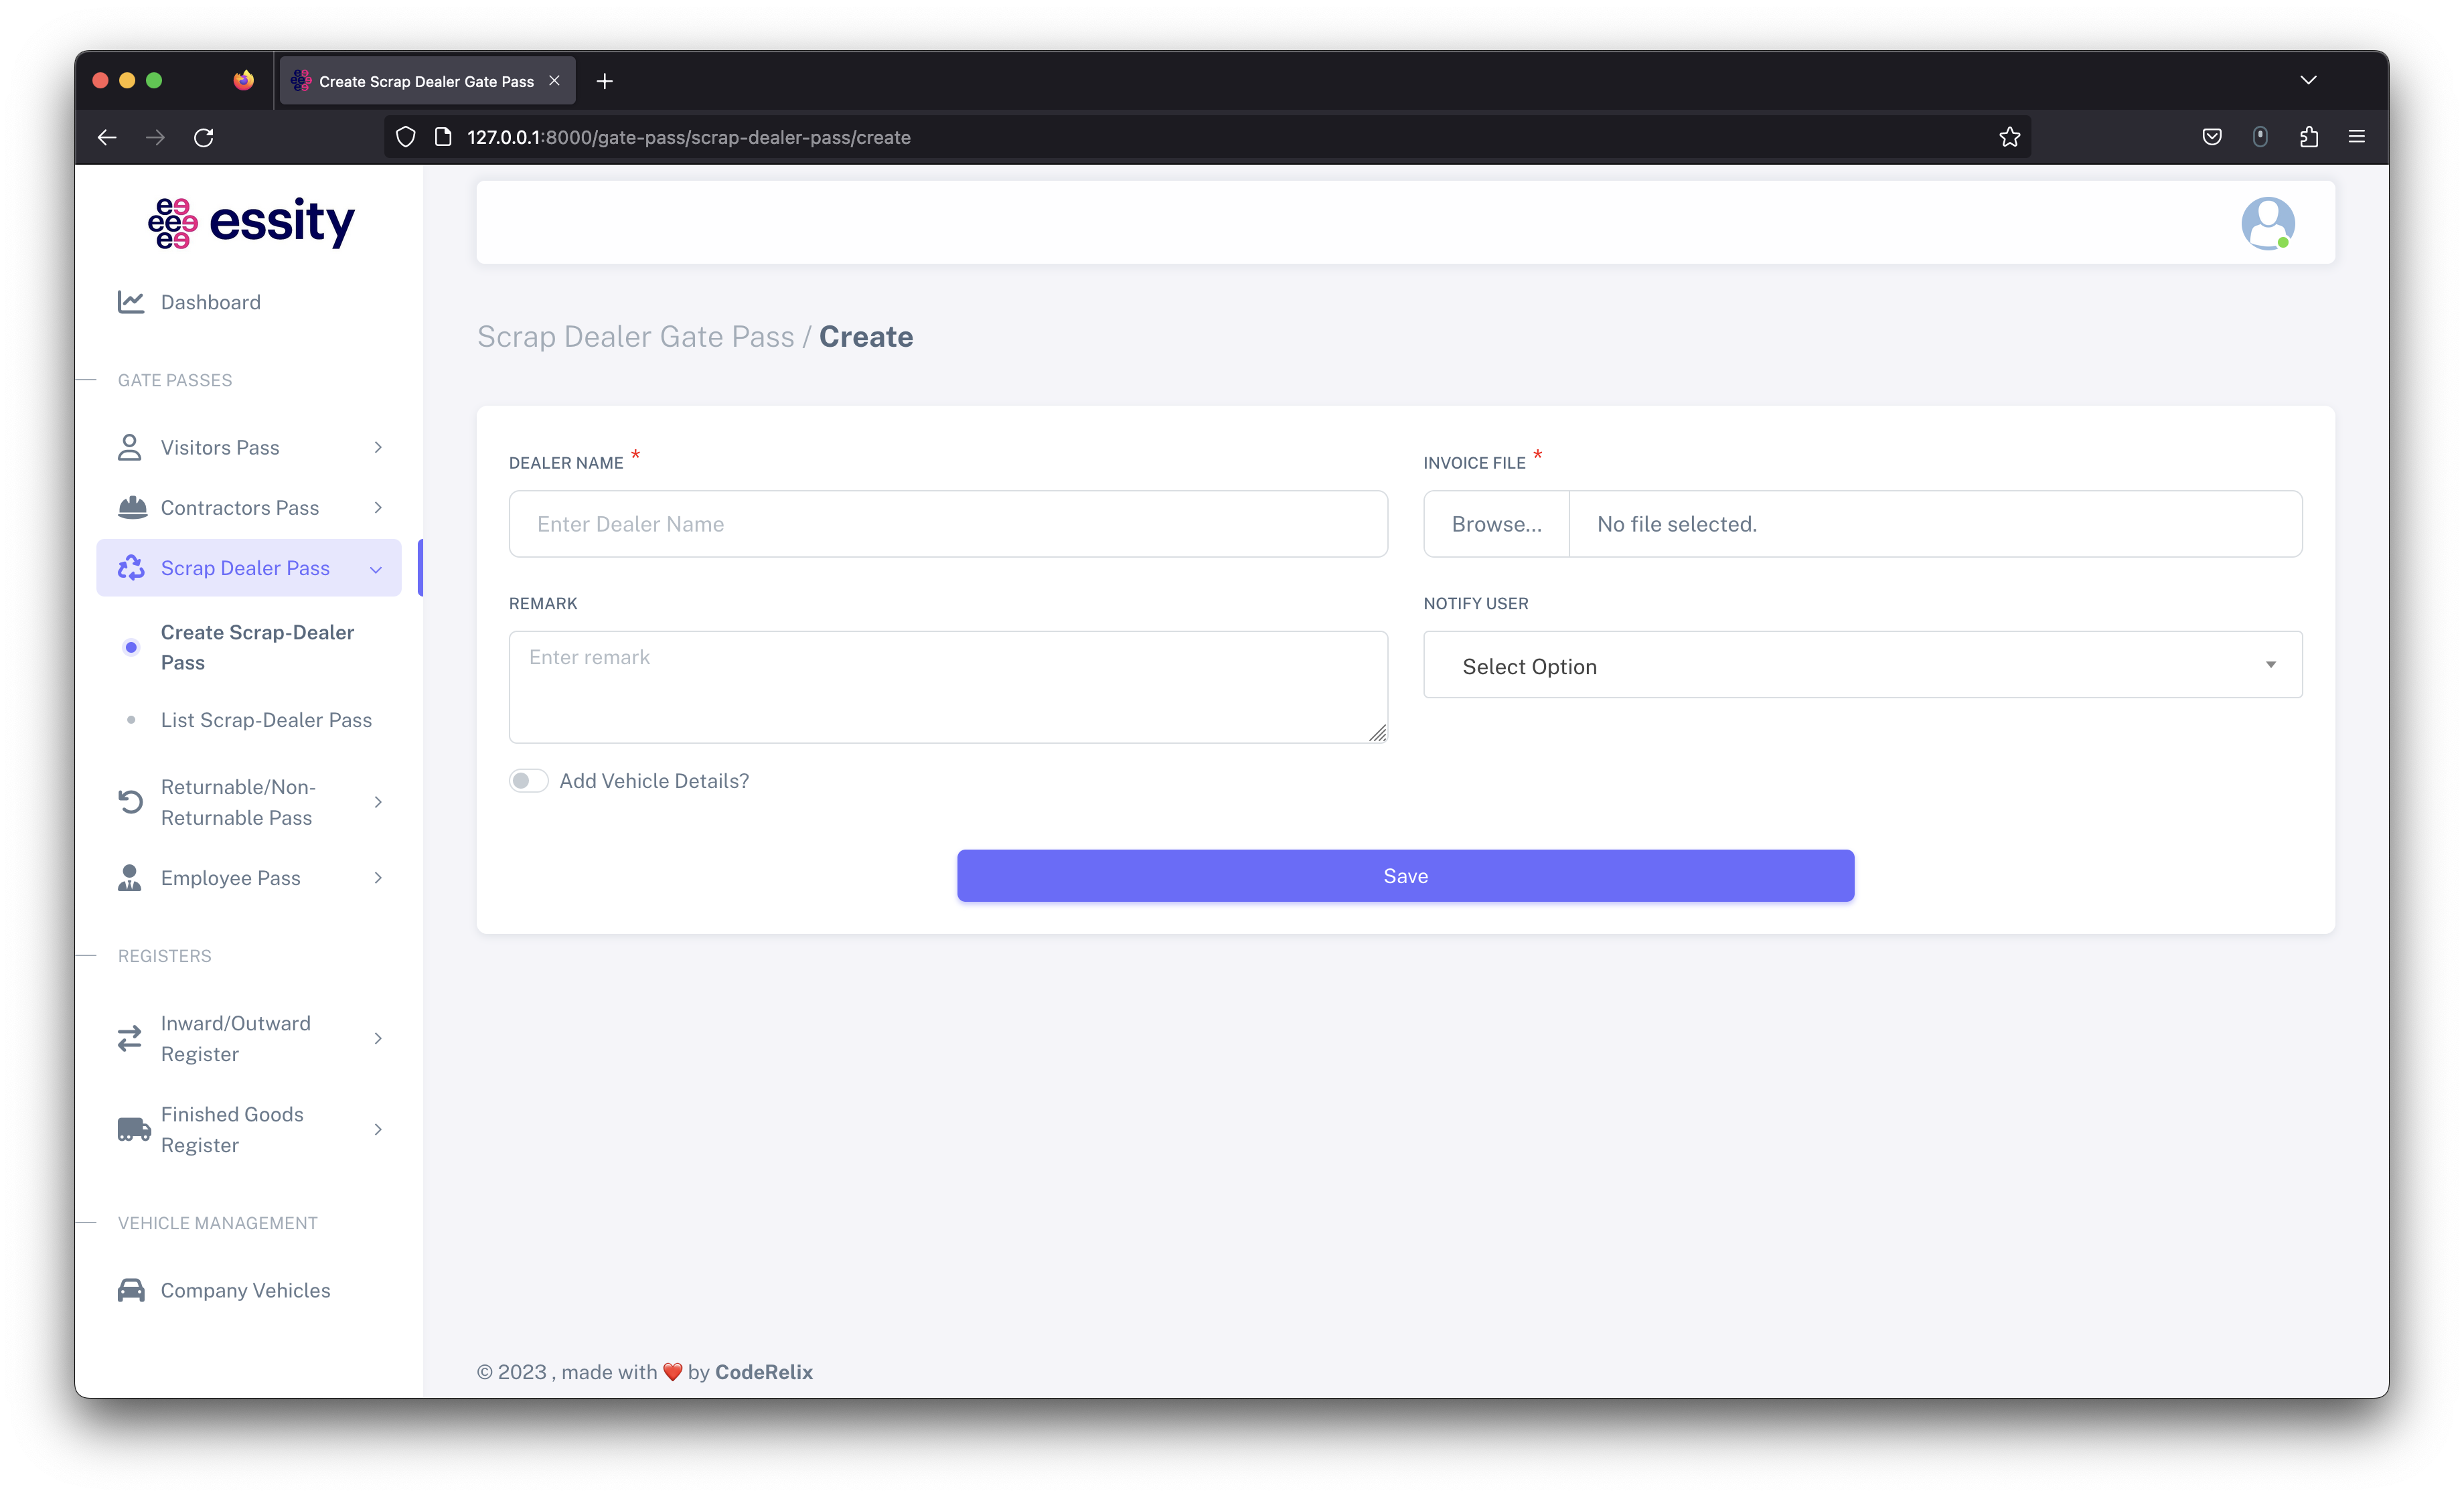 Create Scrap Dealer Gate Pass
127.0.0.1:8000/gate-pass/scrap-dealer-pass/create
essity
Dashboard
GATE PASSES
Visitors Pass
Contractors Pass
Scrap Dealer Pass
Create Scrap-Dealer
Pass
List Scrap-Dealer Pass
Returnable/Non-
Returnable Pass
Employee Pass
REGISTERS
Inward/Outward
Register
Finished Goods
Register
VEHICLE MANAGEMENT
Company Vehicles
Scrap Dealer Gate Pass / Create
DEALER NAME *
Enter Dealer Name
INVOICE FILE *
Browse... No file selected.
REMARK
Enter remark
NOTIFY USER
Select Option
Add Vehicle Details?
Save
© 2023 , made with ❤️ by CodeRelix